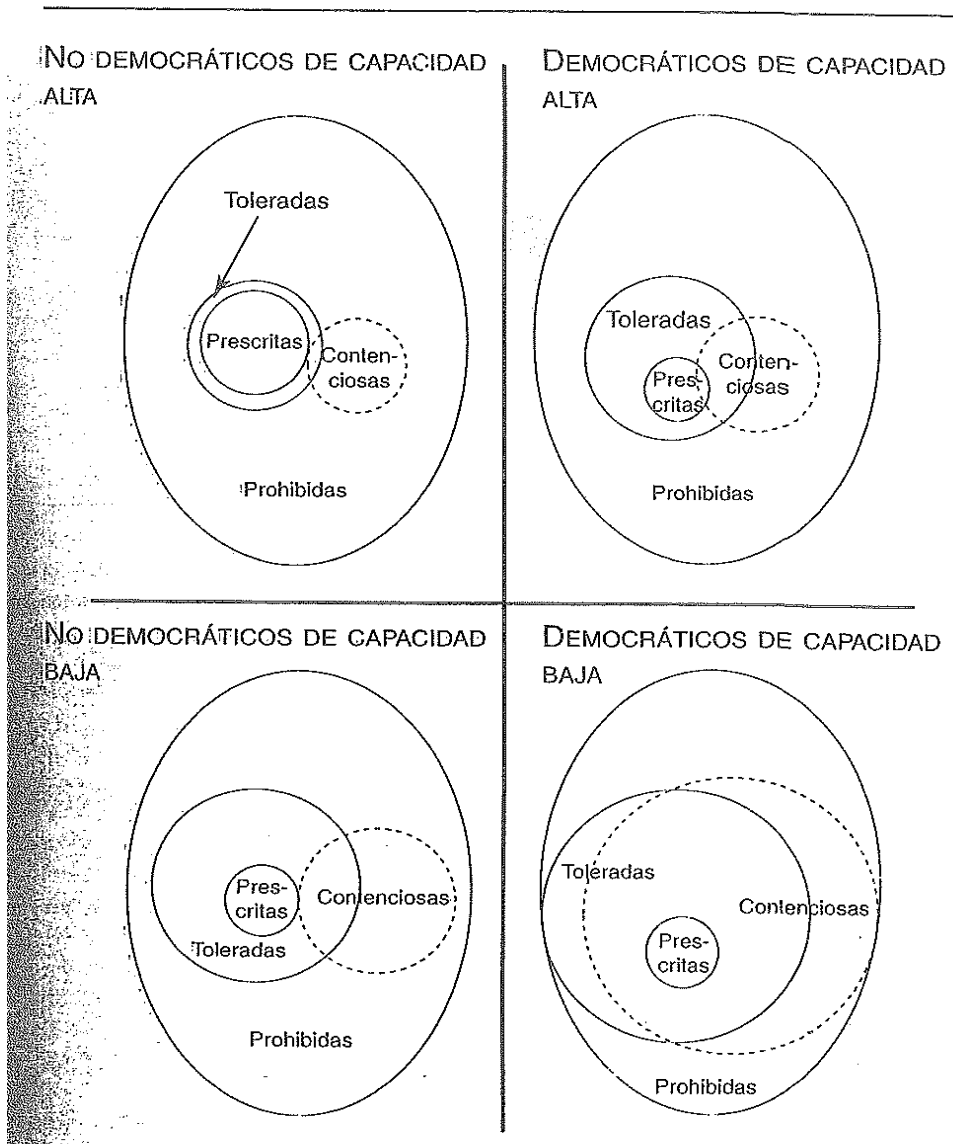 NO DEMOCRÁTICOS DE CAPACIDAD
ALTA
Toleradas
Prescritas
Conten-
ciosas
Prohibidas
DEMOCRÁTICOS DE CAPACIDAD
ALTA
Toleradas
Conten-
ciosas
Pres-
critas
Prohibidas
NO DEMOCRÁTICOS DE CAPACIDAD
BAJA
Pres-
critas
Contenciosas
Toleradas
Prohibidas
DEMOCRÁTICOS DE CAPACIDAD
BAJA
Toleradas
Contenciosas
Pres-
critas
Prohibidas